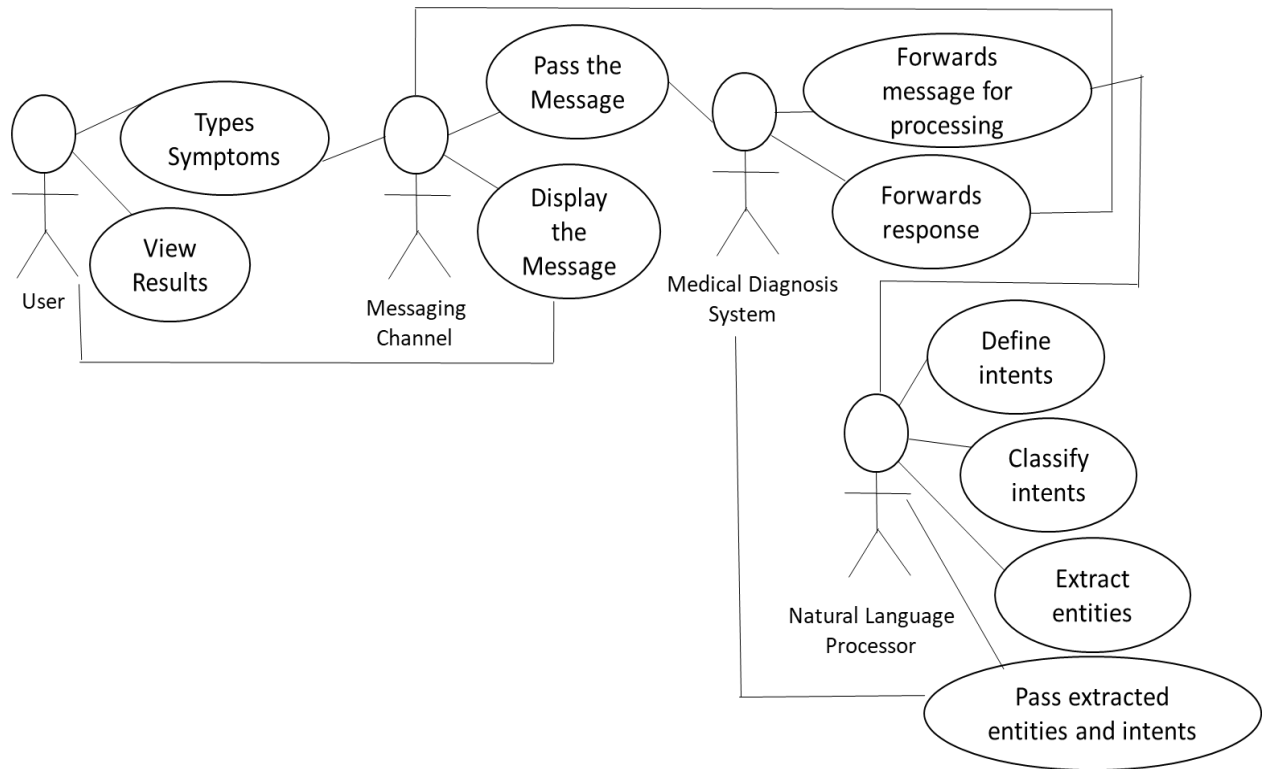 Types
Symptoms
View
Results
User
Pass the
Message
Display
the
Message
Messaging
Channel
Forwards
message for
processing
Forwards
response
Medical Diagnosis
System
Define
intents
Classify
intents
Extract
entities
Pass extracted
entities and intents
Natural Language
Processor